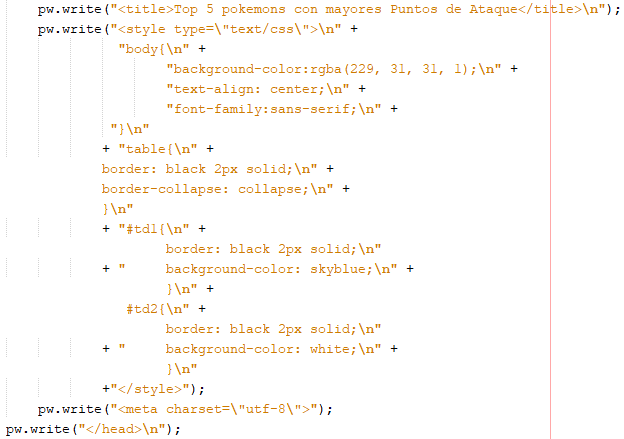 pw.write("<title>Top 5 pokemons con mayores Puntos de Ataque</title>\n");
pw.write("<style type=\"text/css\">\n" +
"body{\n" +
"background-color:rgba(229, 31, 31, 1);\n" +
"text-align: center;\n" +
"font-family:sans-serif;\n" +
"}\n"
+ "table{\n" +
border: black 2px solid;\n" +
border-collapse: collapse;\n" +
}\n"
+ "#td1{\n" +
border: black 2px solid;\n"
+ " background-color: skyblue;\n" +
}\n" +
#td2{\n" +
border: black 2px solid;\n"
+ " background-color: white;\n" +
}\n"
+"</style>");
pw.write("<meta charset=\"utf-8\">");
pw.write("</head>\n");